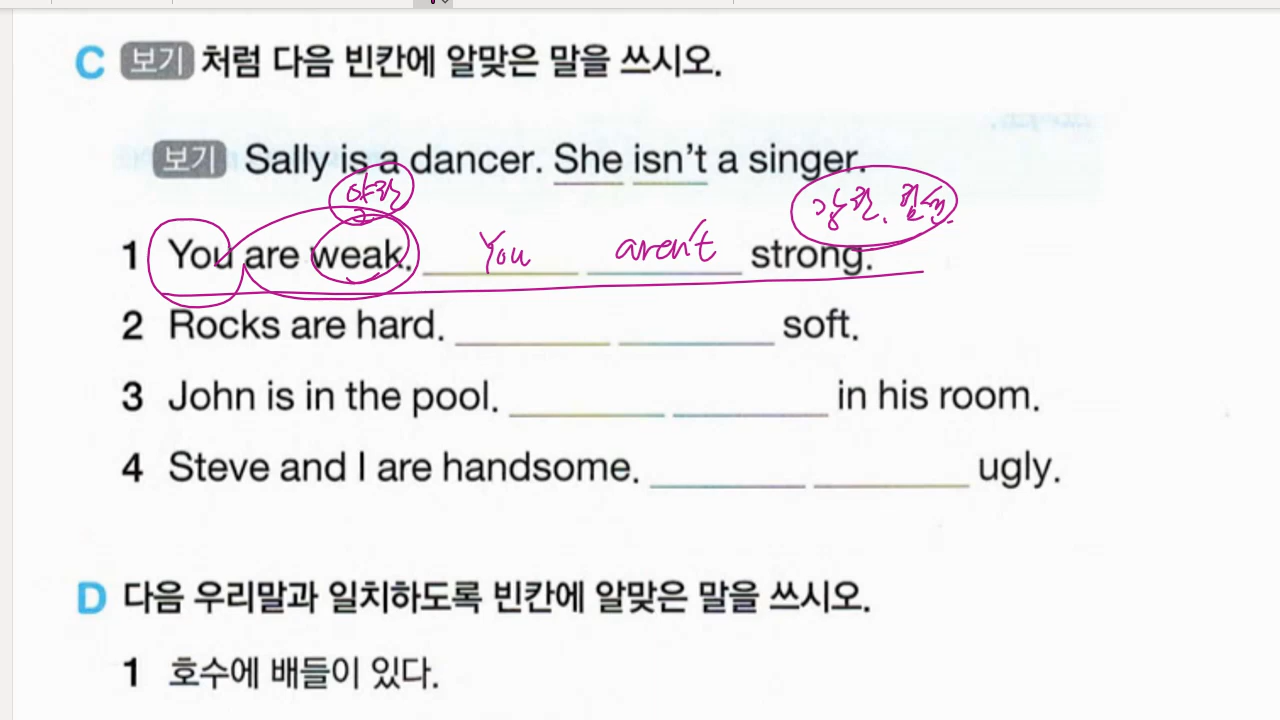 C 보기 처럼 다음 빈칸에 알맞은 말을 쓰시오.
보기 Sally is a dancer. She isn't a singer.
약한
1 You are weak. You aren't strong.
2 Rocks are hard. soft.
3 John is in the pool. in his room.
4 Steve and I are handsome. ugly.
D 다음 우리말과 일치하도록 빈칸에 알맞은 말을 쓰시오.
1 호수에 배들이 있다.